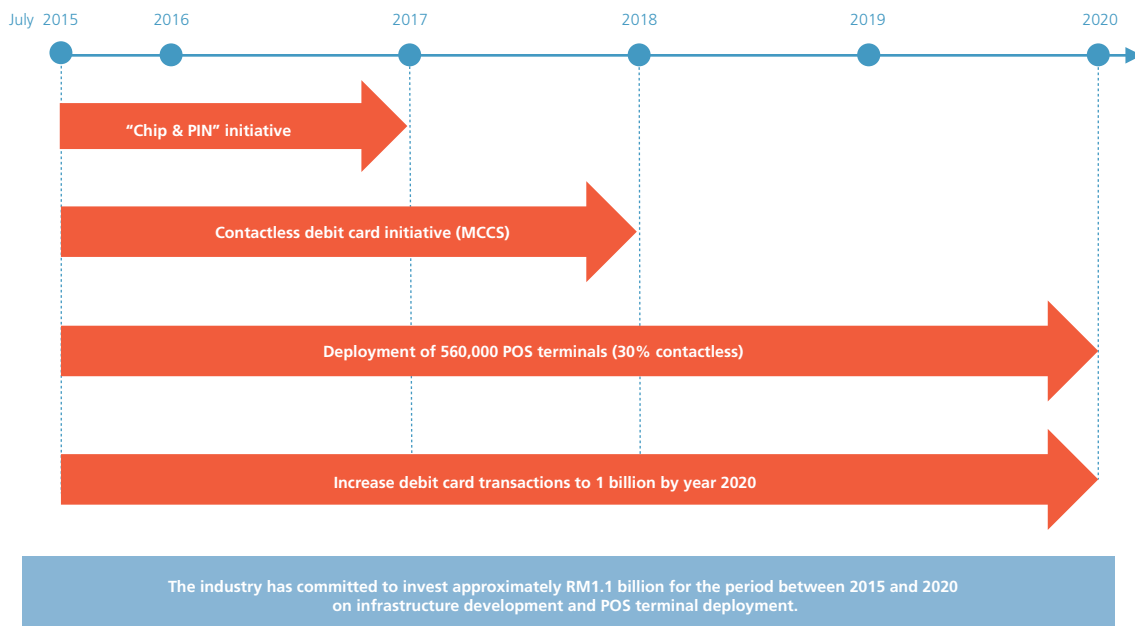 July 2015 2016 2017 2018 2019 2020
“Chip & PIN” initiative
Contactless debit card initiative (MCCS)
Deployment of 560,000 POS terminals (30% contactless)
Increase debit card transactions to 1 billion by year 2020
The industry has committed to invest approximately RM1.1 billion for the period between 2015 and 2020
on infrastructure development and POS terminal deployment.